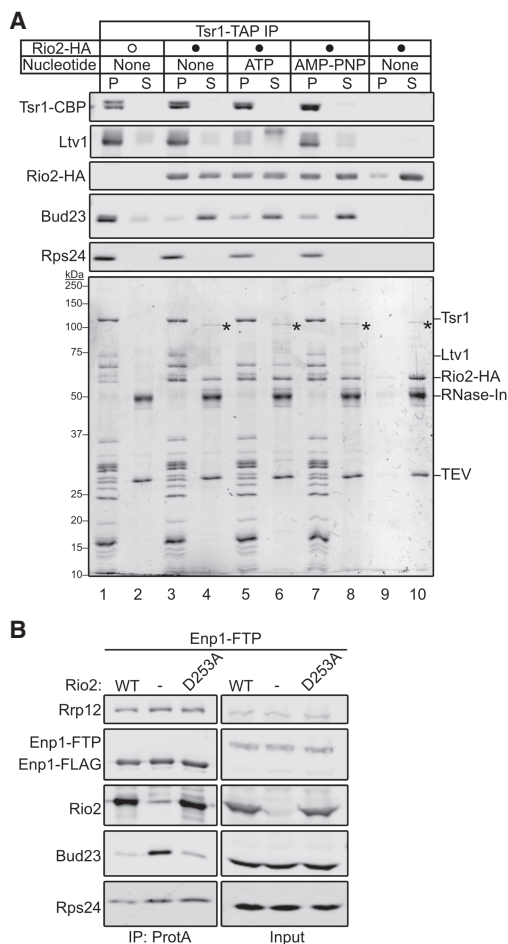 A
Tsr1-TAP IP
Rio2-HA ○ ● ● ● ●
Nucleotide None None ATP AMP-PNP None
P S P S P S P S P S
Tsr1-CBP
Ltv1
Rio2-HA
Bud23
Rps24
kDa
250
150
100
75
50
37
25
20
15
10
* * * *
Tsr1
Ltv1
Rio2-HA
RNase-In
TEV
1 2 3 4 5 6 7 8 9 10
B
Enp1-FTP
Rio2: WT - D253A WT - D253A
Rrp12
Enp1-FTP
Enp1-FLAG
Rio2
Bud23
Rps24
IP: ProtA Input